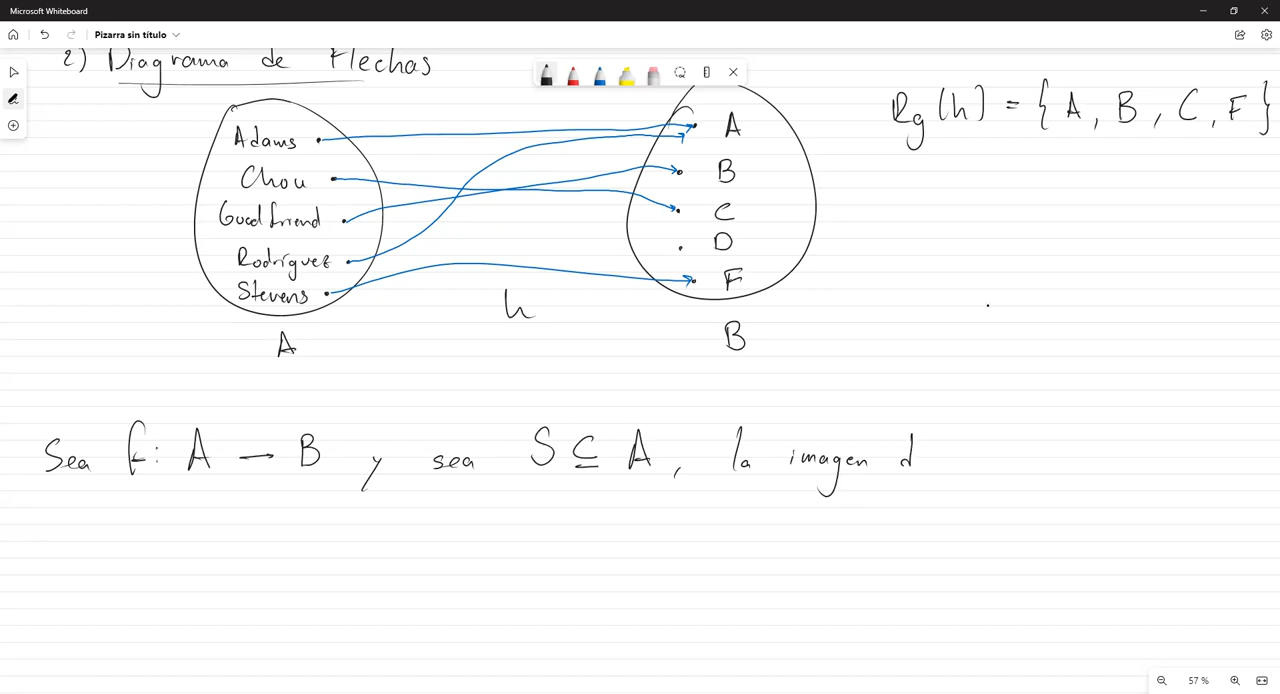 Microsoft Whiteboard
Pizarra sin título
2) Diagrama de Flechas
Rg(h) = {A, B, C, F}
Adams
Chou
Goodfriend
Rodriguez
Stevens
A
h
A
B
C
D
F
B
Sea f: A → B y sea S ⊆ A, la imagen d
57 %